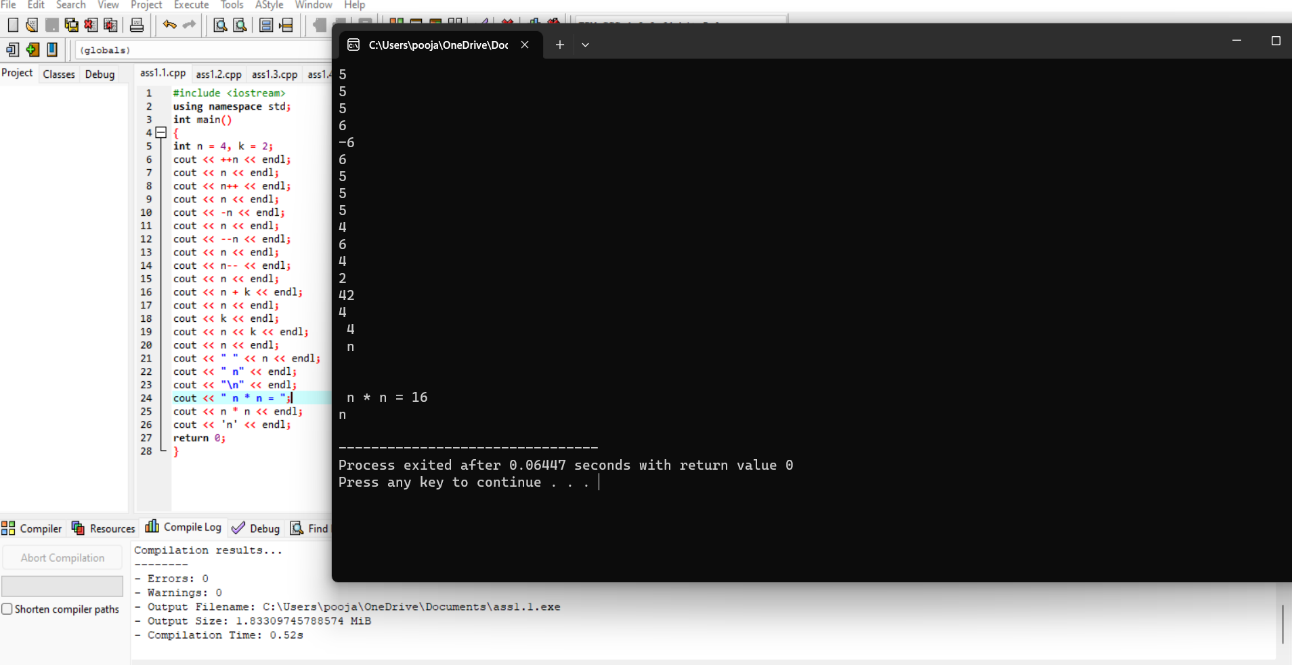 File Edit Search View Project Execute Tools AStyle Window Help
(globals)
C:\Users\pooja\OneDrive\Doc
Project Classes Debug
ass1.1.cpp ass1.2.cpp ass1.3.cpp ass1.4
1 #include <iostream>
2 using namespace std;
3 int main()
4 {
5 int n = 4, k = 2;
6 cout << ++n << endl;
7 cout << n << endl;
8 cout << n++ << endl;
9 cout << n << endl;
10 cout << -n << endl;
11 cout << n << endl;
12 cout << --n << endl;
13 cout << n << endl;
14 cout << n-- << endl;
15 cout << n << endl;
16 cout << n + k << endl;
17 cout << n << endl;
18 cout << k << endl;
19 cout << n << k << endl;
20 cout << n << endl;
21 cout << " " << n << endl;
22 cout << " n" << endl;
23 cout << "\n" << endl;
24 cout << " n * n = ";
25 cout << n * n << endl;
26 cout << 'n' << endl;
27 return 0;
28 }
5
5
5
6
-6
6
5
5
5
4
6
4
2
42
4
4
n
n * n = 16
n
--------------------------------
Process exited after 0.06447 seconds with return value 0
Press any key to continue . . .
Compiler Resources Compile Log Debug Find
Abort Compilation
Shorten compiler paths
Compilation results...
--------
- Errors: 0
- Warnings: 0
- Output Filename: C:\Users\pooja\OneDrive\Documents\ass1.1.exe
- Output Size: 1.83309745788574 MiB
- Compilation Time: 0.52s